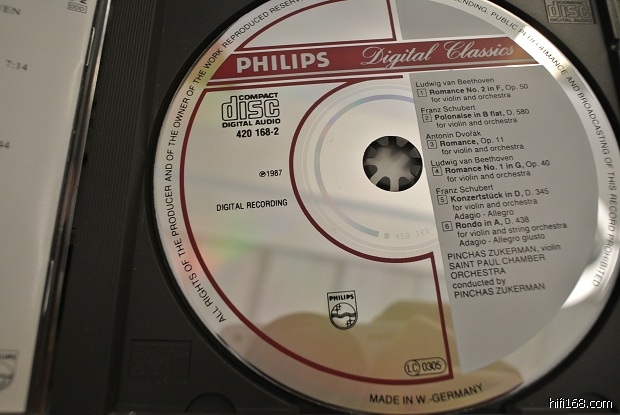 VEN
7:14
44
ALL RIGHTS OF THE PRODUCER AND OF THE OWNER OF THE WORK REPRODUCED RESERVED
LENDING, PUBLIC PERFORMANCE AND BROADCASTING OF THIS RECORD PROHIBITED
PHILIPS Digital Classics
COMPACT
disc
DIGITAL AUDIO
420 168-2
℗1987
DIGITAL RECORDING
Ludwig van Beethoven
1 Romance No. 2 in F, Op. 50
for violin and orchestra
Franz Schubert
2 Polonaise in B flat, D. 580
for violin and orchestra
Antonin Dvořák
3 Romance, Op. 11
for violin and orchestra
Ludwig van Beethoven
4 Romance No. 1 in G, Op. 40
for violin and orchestra
Franz Schubert
5 Konzertstück in D, D. 345
for violin and orchestra
Adagio - Allegro
6 Rondo in A, D. 438
for violin and string orchestra
Adagio - Allegro giusto
PINCHAS ZUKERMAN, violin
SAINT PAUL CHAMBER
ORCHESTRA
conducted by
PINCHAS ZUKERMAN
PHILIPS
LC 0305
MADE IN W.-GERMANY
hifi168.com